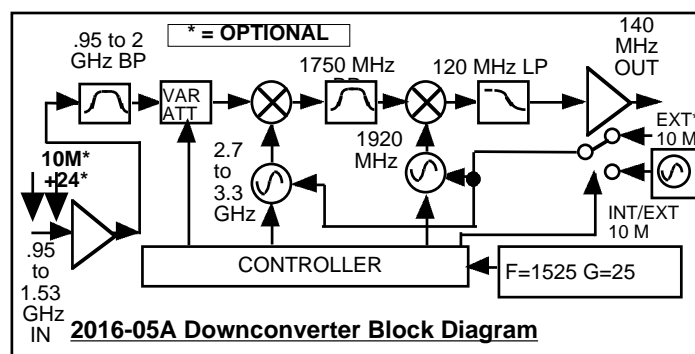 .95 to 2
GHz BP
* = OPTIONAL
140
MHz
OUT
1750 MHz
120 MHz LP
VAR
ATT
1920
MHz
EXT*
10 M
2.7
to
3.3
GHz
10M*
+24*
INT/EXT
10 M
.95
to
1.53
GHz
IN
CONTROLLER
F=1525 G=25
2016-05A Downconverter Block Diagram